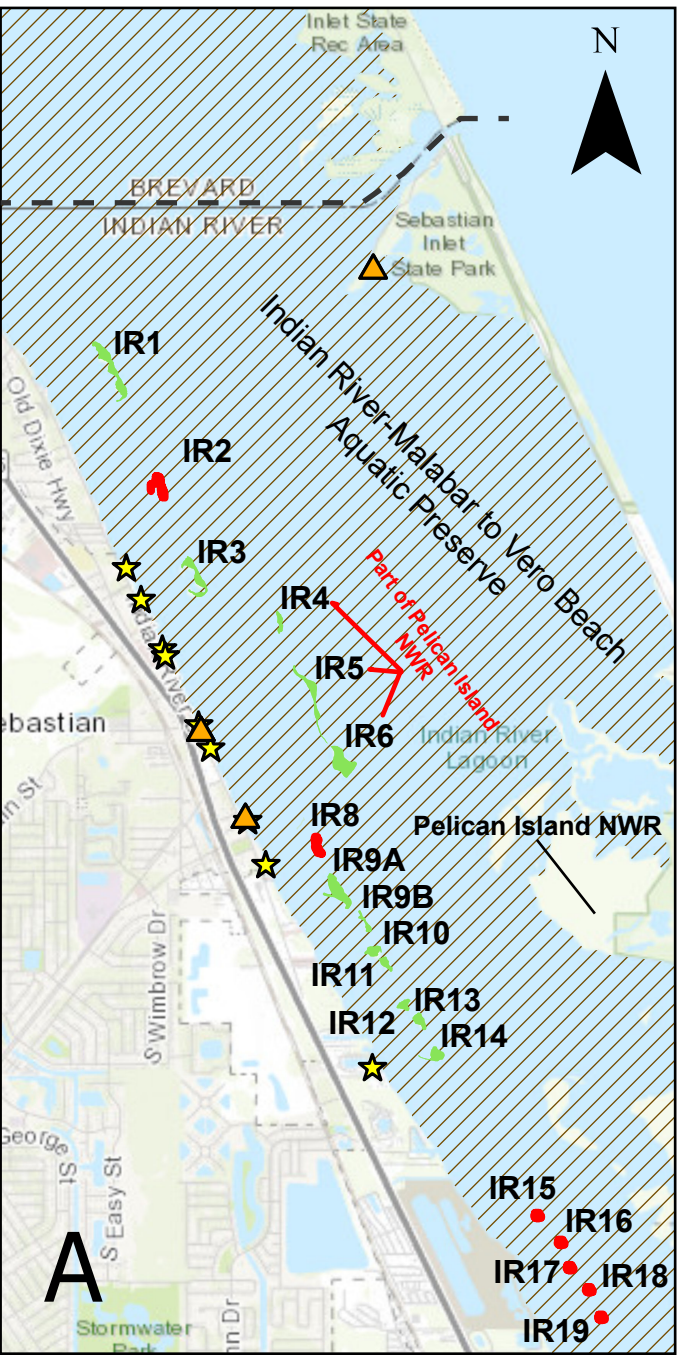 Inlet State
Rec Area
N
BREVARD
INDIAN RIVER
Sebastian
Inlet
State Park
IR1
Indian River-Malabar to Vero Beach
Aquatic Preserve
Old Dixie Hwy
IR2
IR3
Part of Pelican Island
NWR
IR4
IR5
IR6
Indian River
Lagoon
ebastian
IR8
Pelican Island NWR
IR9A
IR9B
IR10
IR11
IR13
IR12
IR14
S Wimbrow Dr
George St
S Easy St
IR15
IR16
IR17
IR18
IR19
A
Stormwater
Park